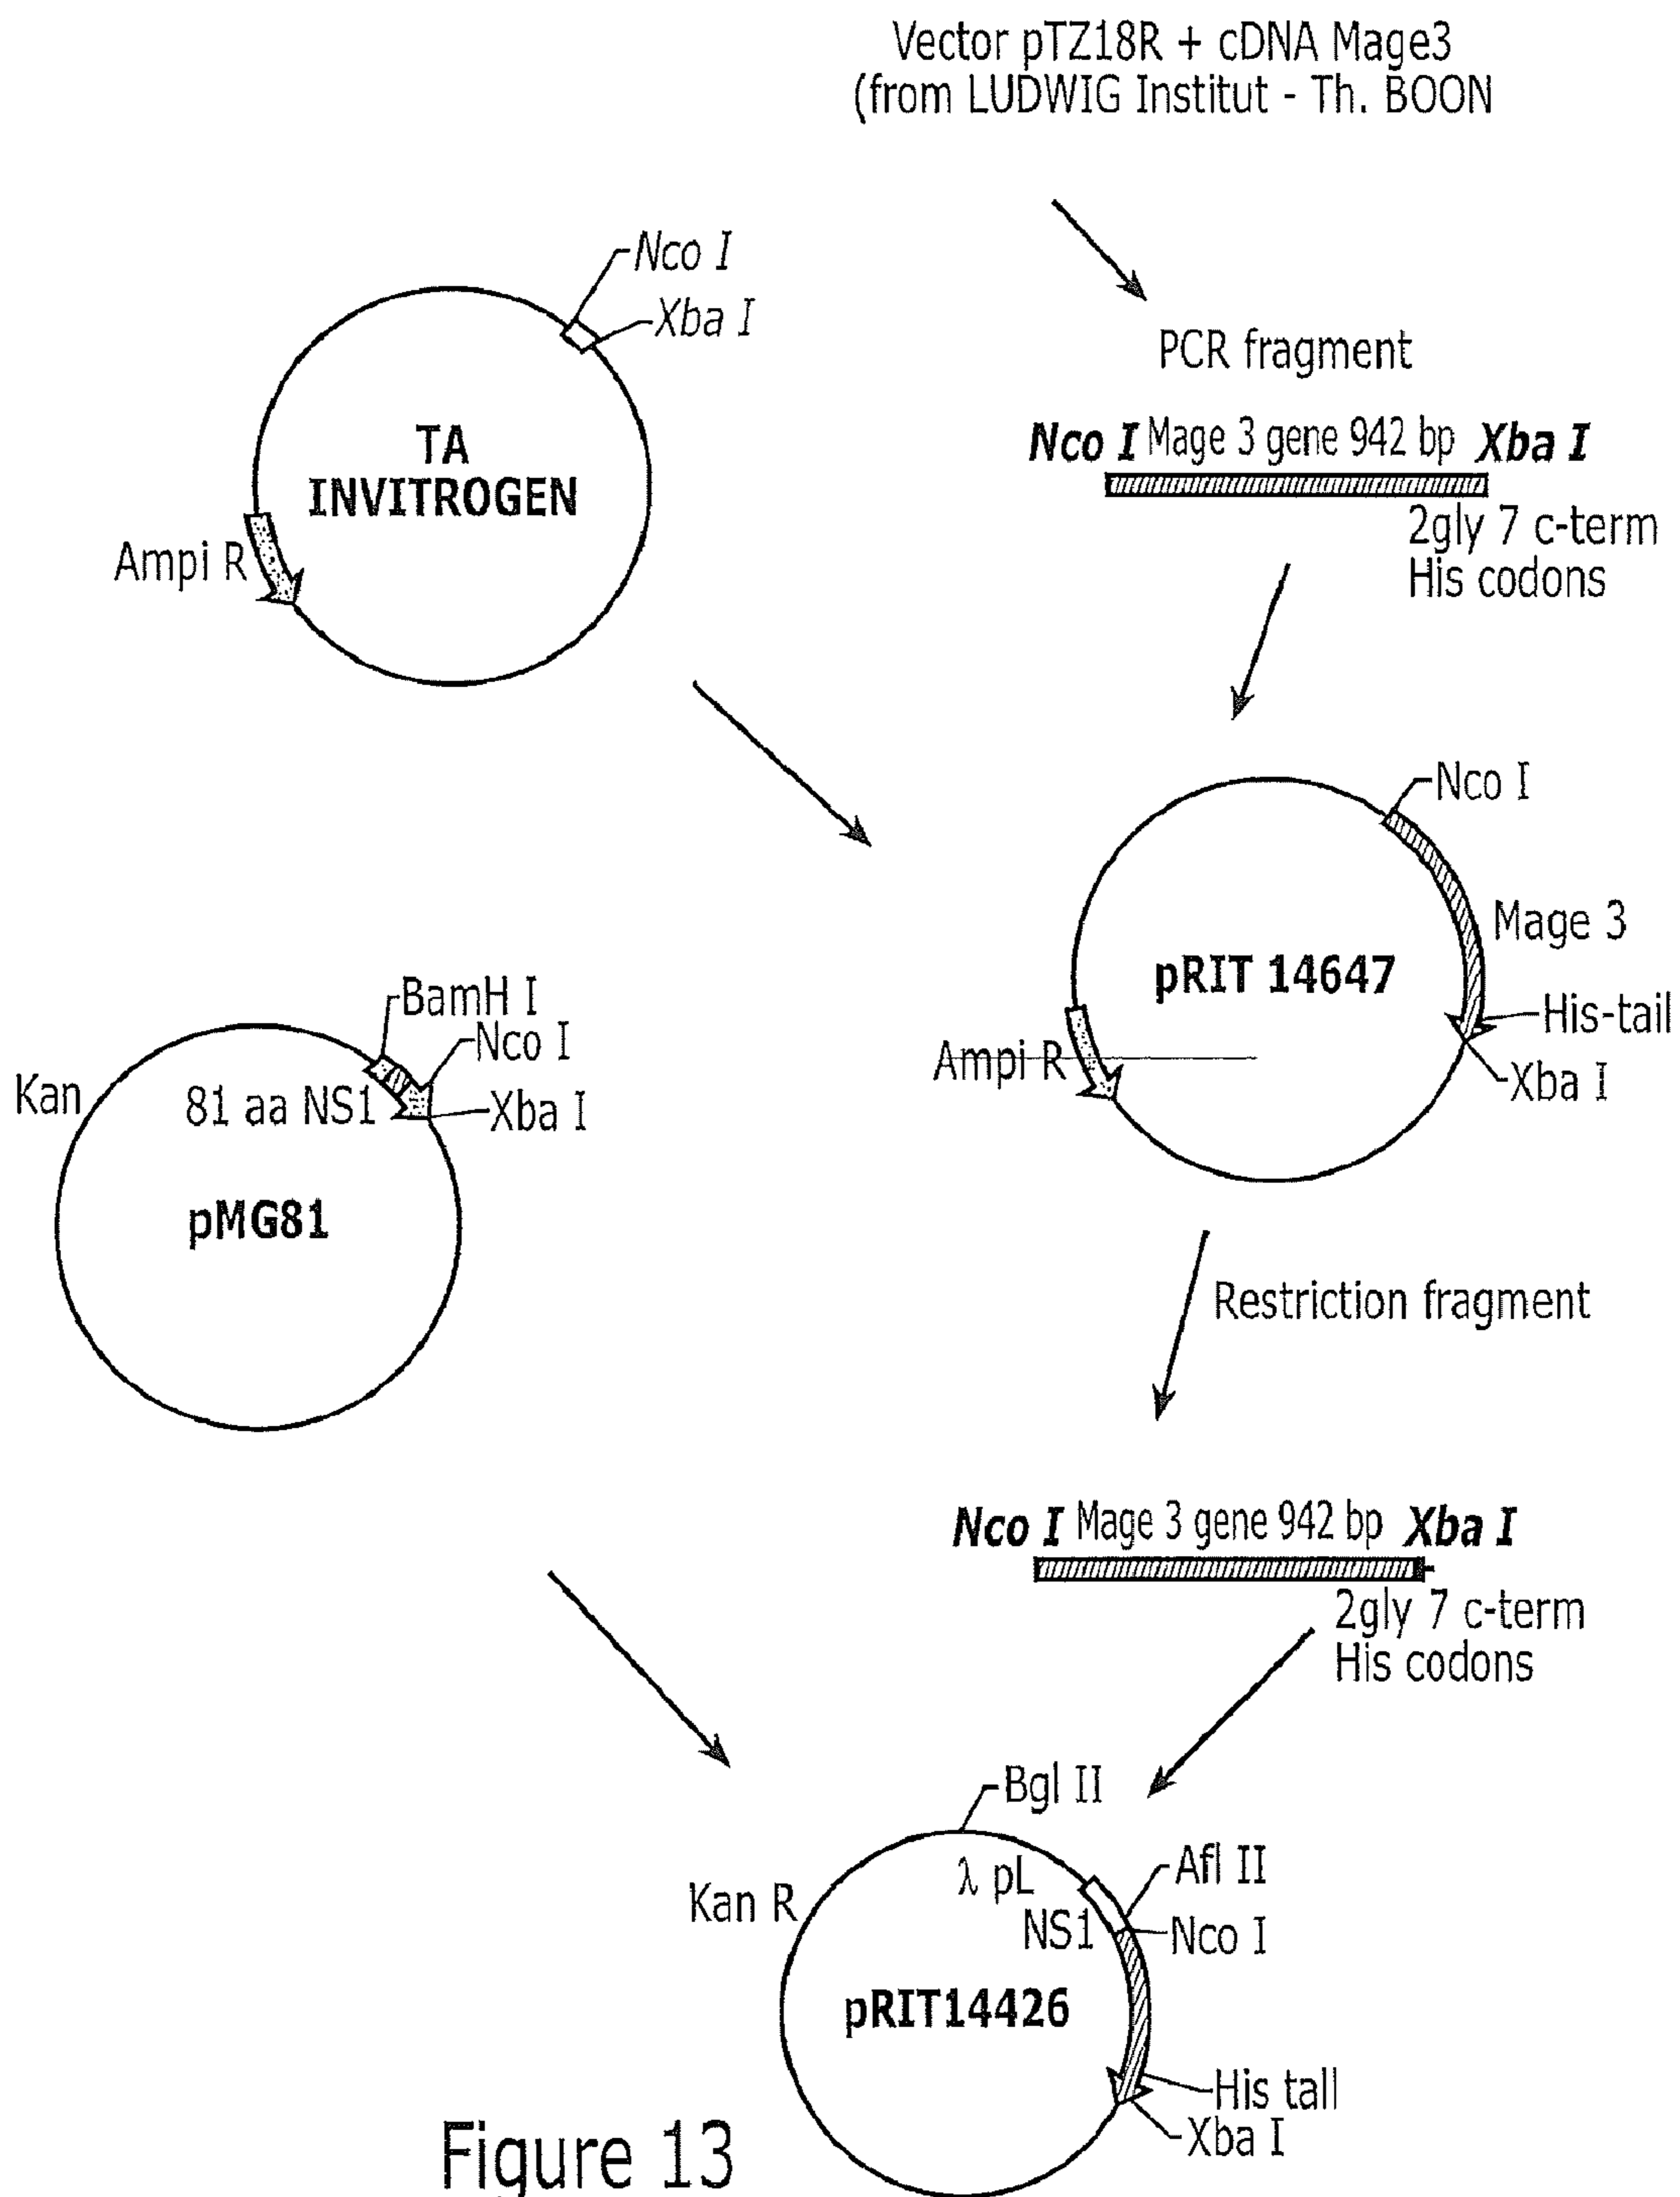 Vector pTZ18R + cDNA Mage3
(from LUDWIG Institut - Th. BOON
Nco I
Xba I
TA
INVITROGEN
Ampi R
PCR fragment
Nco I Mage 3 gene 942 bp Xba I
2gly 7 c-term
His codons
Nco I
Mage 3
pRIT 14647
His-tail
Ampi R
Xba I
BamH I
Nco I
Kan
81 aa NS1
Xba I
pMG81
Restriction fragment
Nco I Mage 3 gene 942 bp Xba I
2gly 7 c-term
His codons
Bgl II
λ pL
Afl II
Kan R
NS1
Nco I
pRIT14426
His tall
Xba I
Figure 13